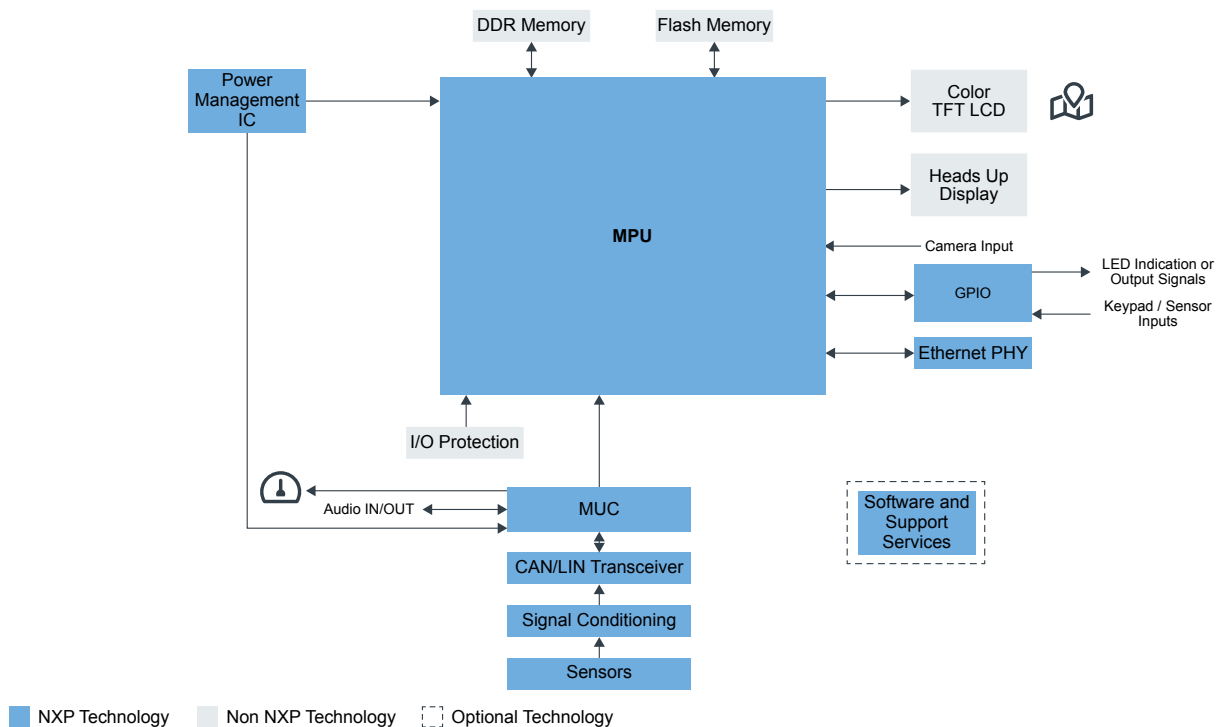 DDR Memory
Flash Memory
Power
Management
IC
Color
TFT LCD
Heads Up
Display
MPU
Camera Input
LED Indication or
Output Signals
GPIO
Keypad / Sensor
Inputs
Ethernet PHY
I/O Protection
Audio IN/OUT
MUC
Software and
Support
Services
CAN/LIN Transceiver
Signal Conditioning
Sensors
NXP Technology
Non NXP Technology
Optional Technology